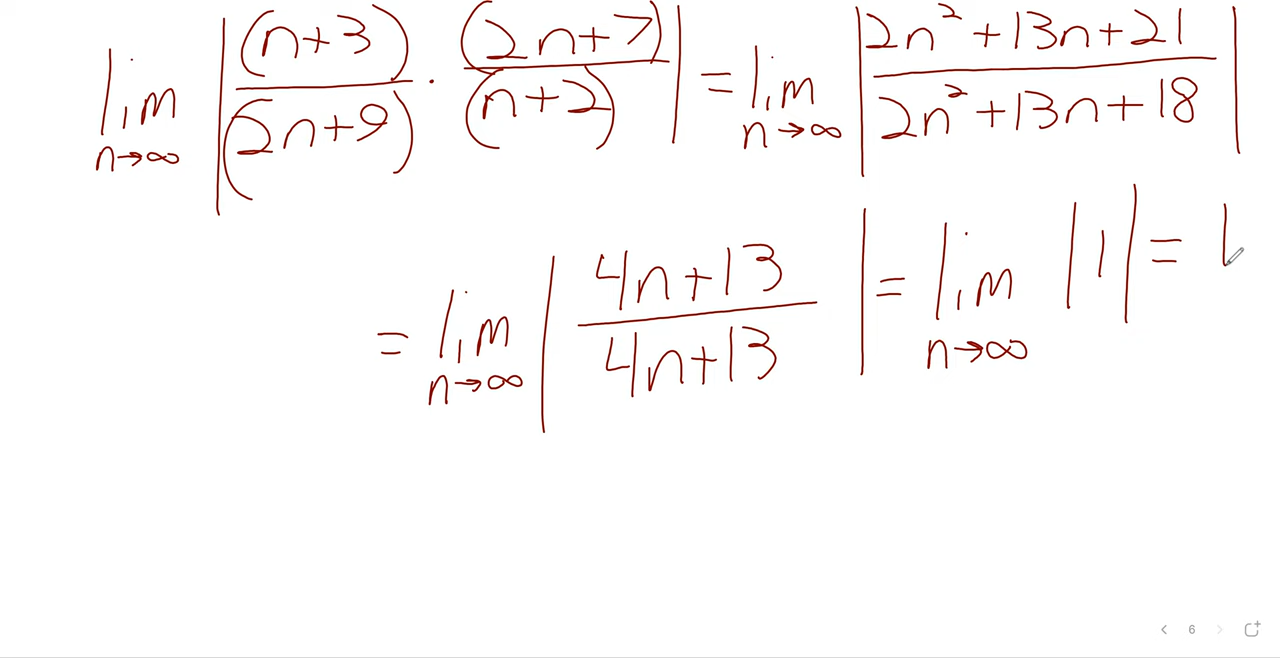 lim n→∞ |(n+3)/(2n+9) · (2n+7)/(n+2)| = lim n→∞ |(2n²+13n+21)/(2n²+13n+18)|
= lim n→∞ |(4n+13)/(4n+13)| = lim n→∞ |1| = 1
6